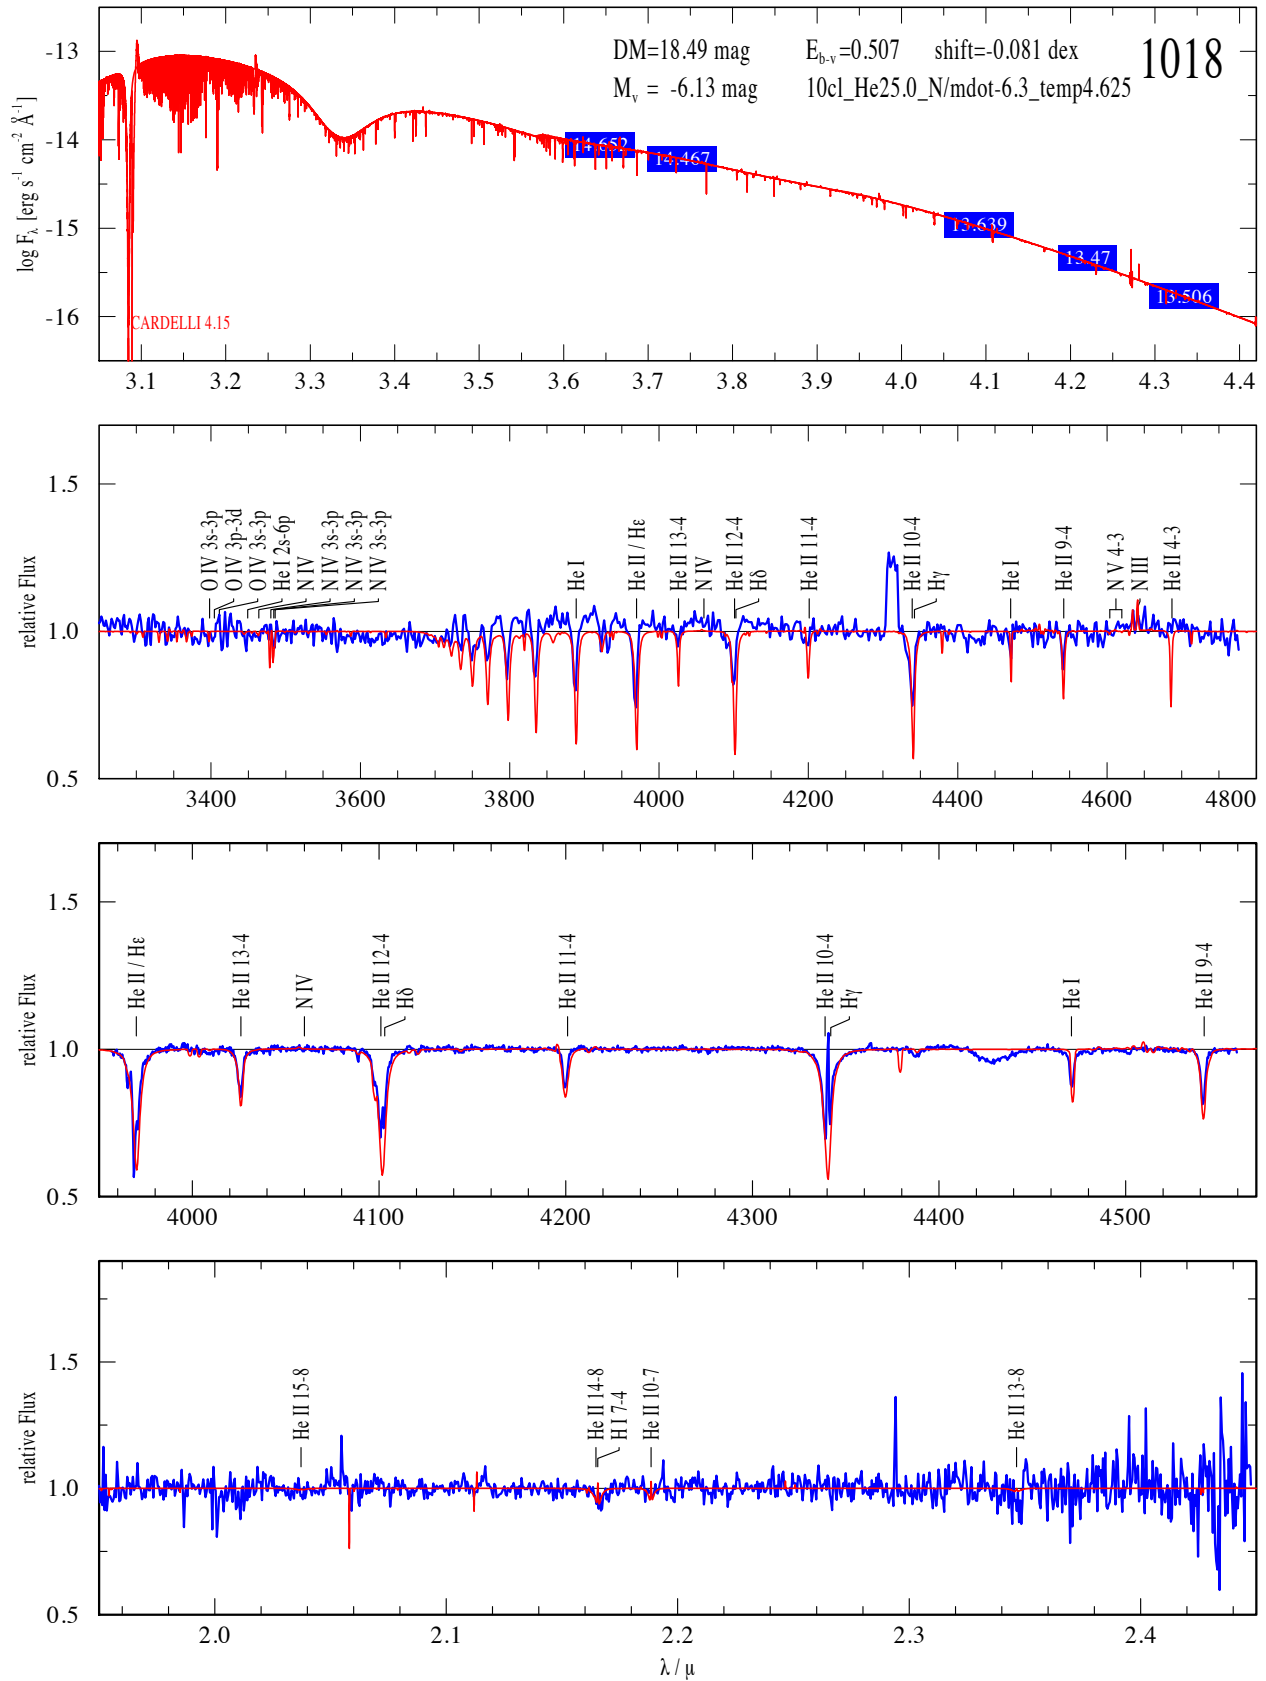 DM=18.49 mag E_b-v=0.507 shift=-0.081 dex 1018
M_v = -6.13 mag 10cl_He25.0_N/mdot-6.3_temp4.625
log F_λ [erg s⁻¹ cm⁻² Å⁻¹]
-13
-14
-15
-16
14.652
14.467
13.639
13.47
13.506
CARDELLI 4.15
3.1 3.2 3.3 3.4 3.5 3.6 3.7 3.8 3.9 4.0 4.1 4.2 4.3 4.4
relative Flux
1.5
1.0
0.5
O IV 3s-3p
O IV 3p-3d
O IV 3s-3p
He I 2s-6p
N IV
N IV 3s-3p
N IV 3s-3p
N IV 3s-3p
He I
He II / Hε
He II 13-4
N IV
He II 12-4
Hδ
He II 11-4
He II 10-4
Hγ
He I
He II 9-4
N V 4-3
N III
He II 4-3
3400 3600 3800 4000 4200 4400 4600 4800
relative Flux
1.5
1.0
0.5
He II / Hε
He II 13-4
N IV
He II 12-4
Hδ
He II 11-4
He II 10-4
Hγ
He I
He II 9-4
4000 4100 4200 4300 4400 4500
relative Flux
1.5
1.0
0.5
He II 15-8
He II 14-8
H I 7-4
He II 10-7
He II 13-8
2.0 2.1 2.2 2.3 2.4
λ / μ